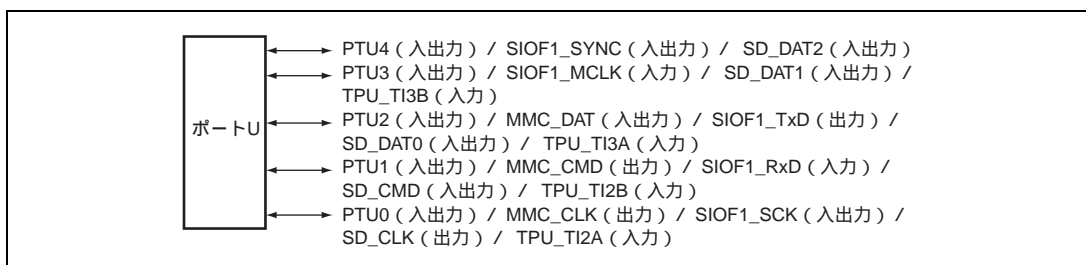 PTU4（入出力）/ SIOF1_SYNC（入出力）/ SD_DAT2（入出力）
PTU3（入出力）/ SIOF1_MCLK（入力）/ SD_DAT1（入出力）/
TPU_TI3B（入力）
ポートU
PTU2（入出力）/ MMC_DAT（入出力）/ SIOF1_TxD（出力）/
SD_DAT0（入出力）/ TPU_TI3A（入力）
PTU1（入出力）/ MMC_CMD（出力）/ SIOF1_RxD（入力）/
SD_CMD（入出力）/ TPU_TI2B（入力）
PTU0（入出力）/ MMC_CLK（出力）/ SIOF1_SCK（入出力）/
SD_CLK（出力）/ TPU_TI2A（入力）